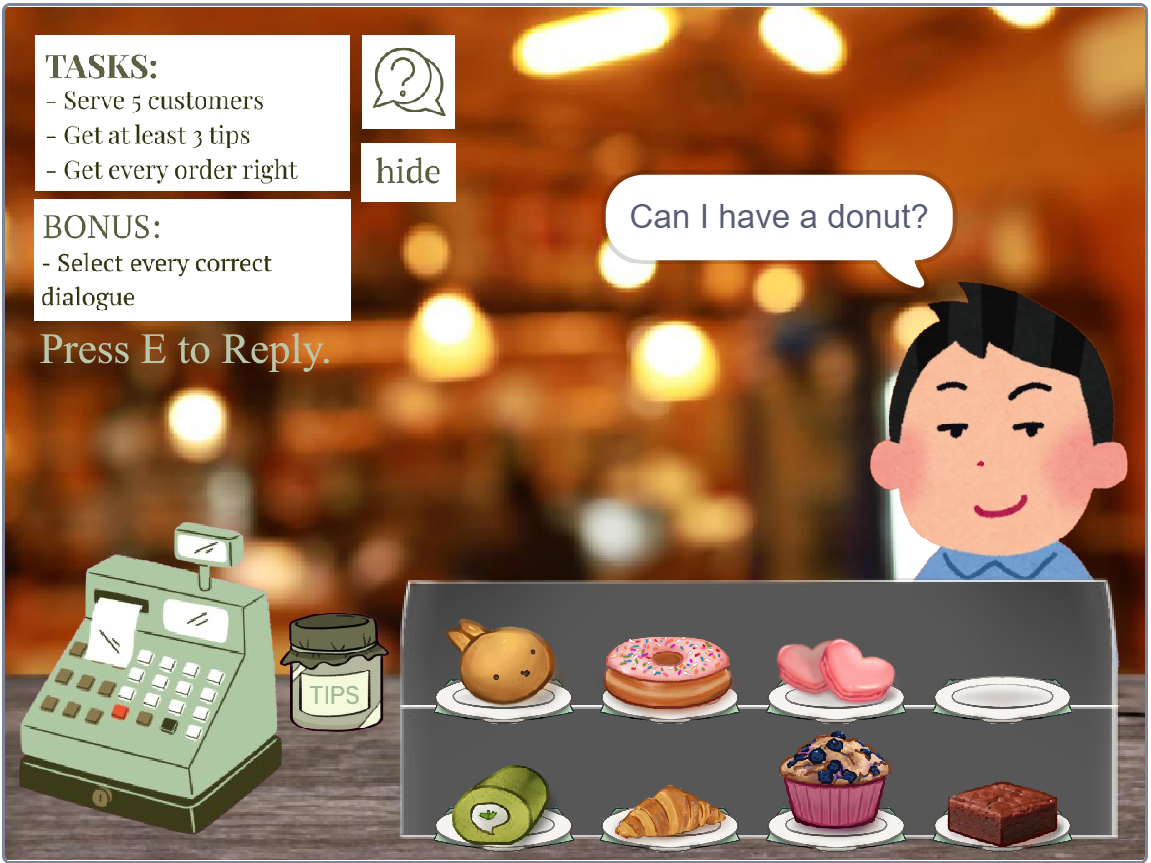 TASKS:
- Serve 5 customers
- Get at least 3 tips
- Get every order right
?
hide
BONUS:
- Select every correct
dialogue
Press E to Reply.
Can I have a donut?
TIPS